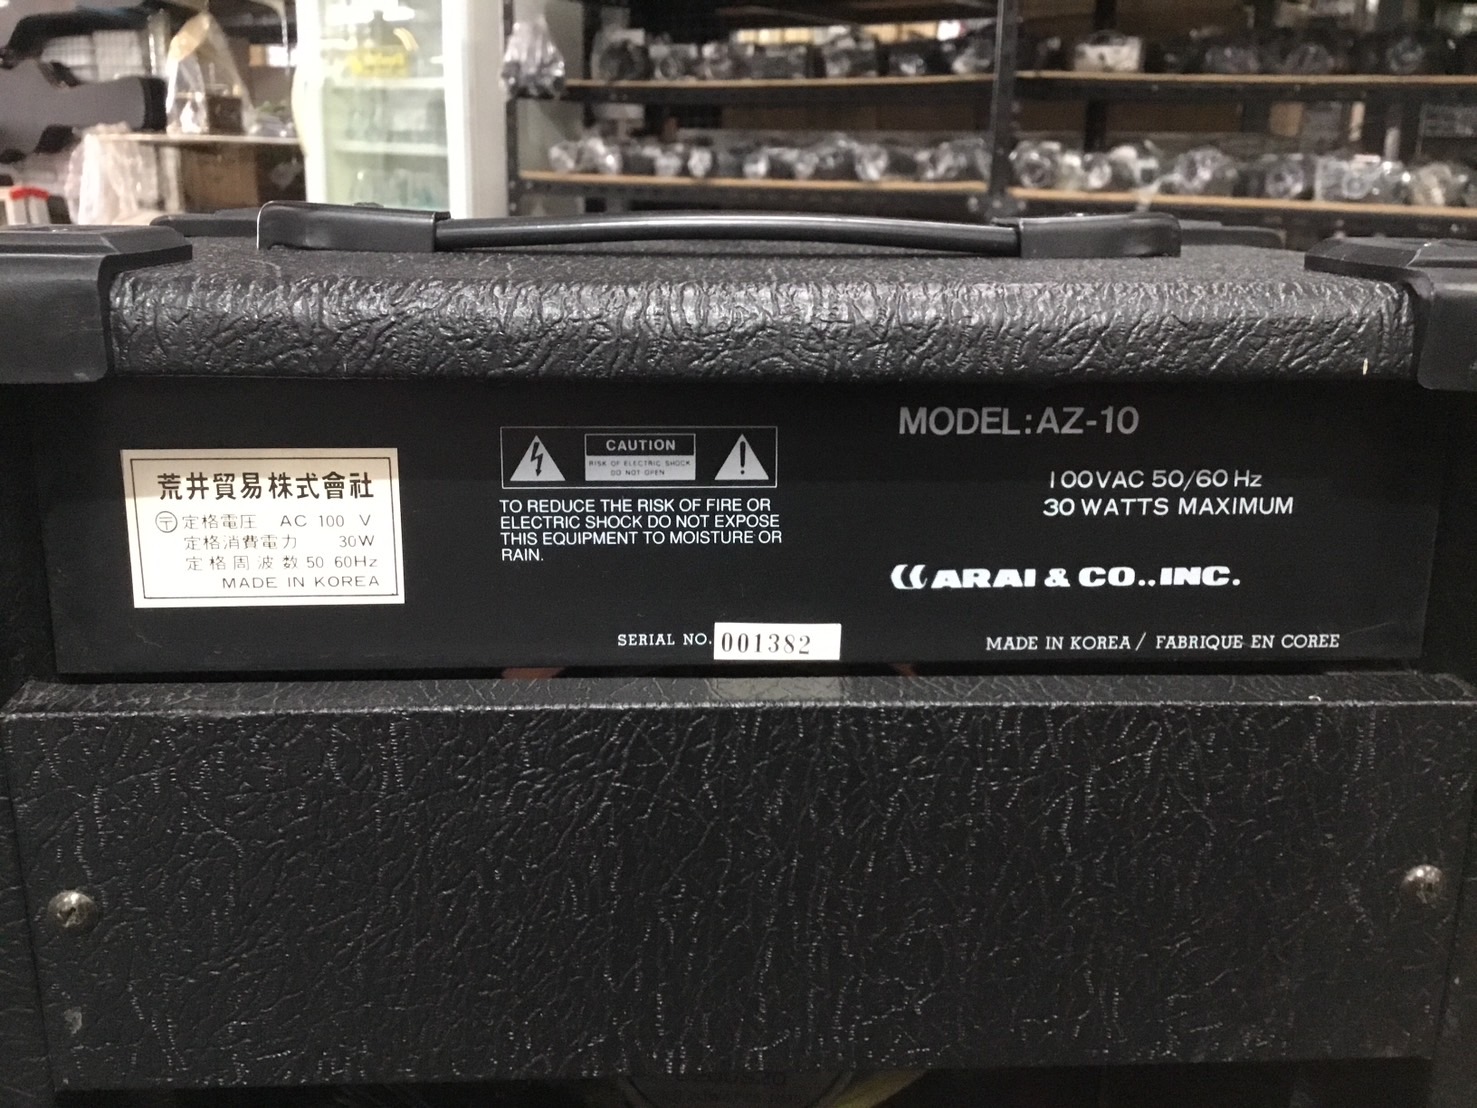 荒井貿易株式會社
〒定格電圧 AC 100 V
定格消費電力 30W
定格周波数 50 60Hz
MADE IN KOREA
CAUTION
RISK OF ELECTRIC SHOCK
DO NOT OPEN
TO REDUCE THE RISK OF FIRE OR
ELECTRIC SHOCK DO NOT EXPOSE
THIS EQUIPMENT TO MOISTURE OR
RAIN.
MODEL:AZ-10
100VAC 50/60 Hz
30 WATTS MAXIMUM
ARAI & CO.,INC.
SERIAL NO. 001382
MADE IN KOREA / FABRIQUE EN COREE